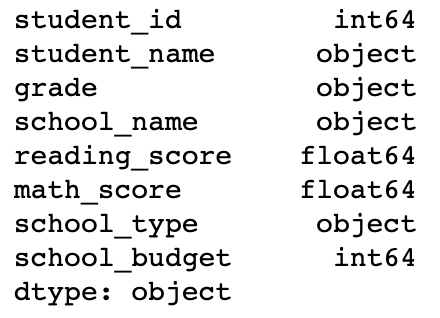 student_id int64
student_name object
grade object
school_name object
reading_score float64
math_score float64
school_type object
school_budget int64
dtype: object